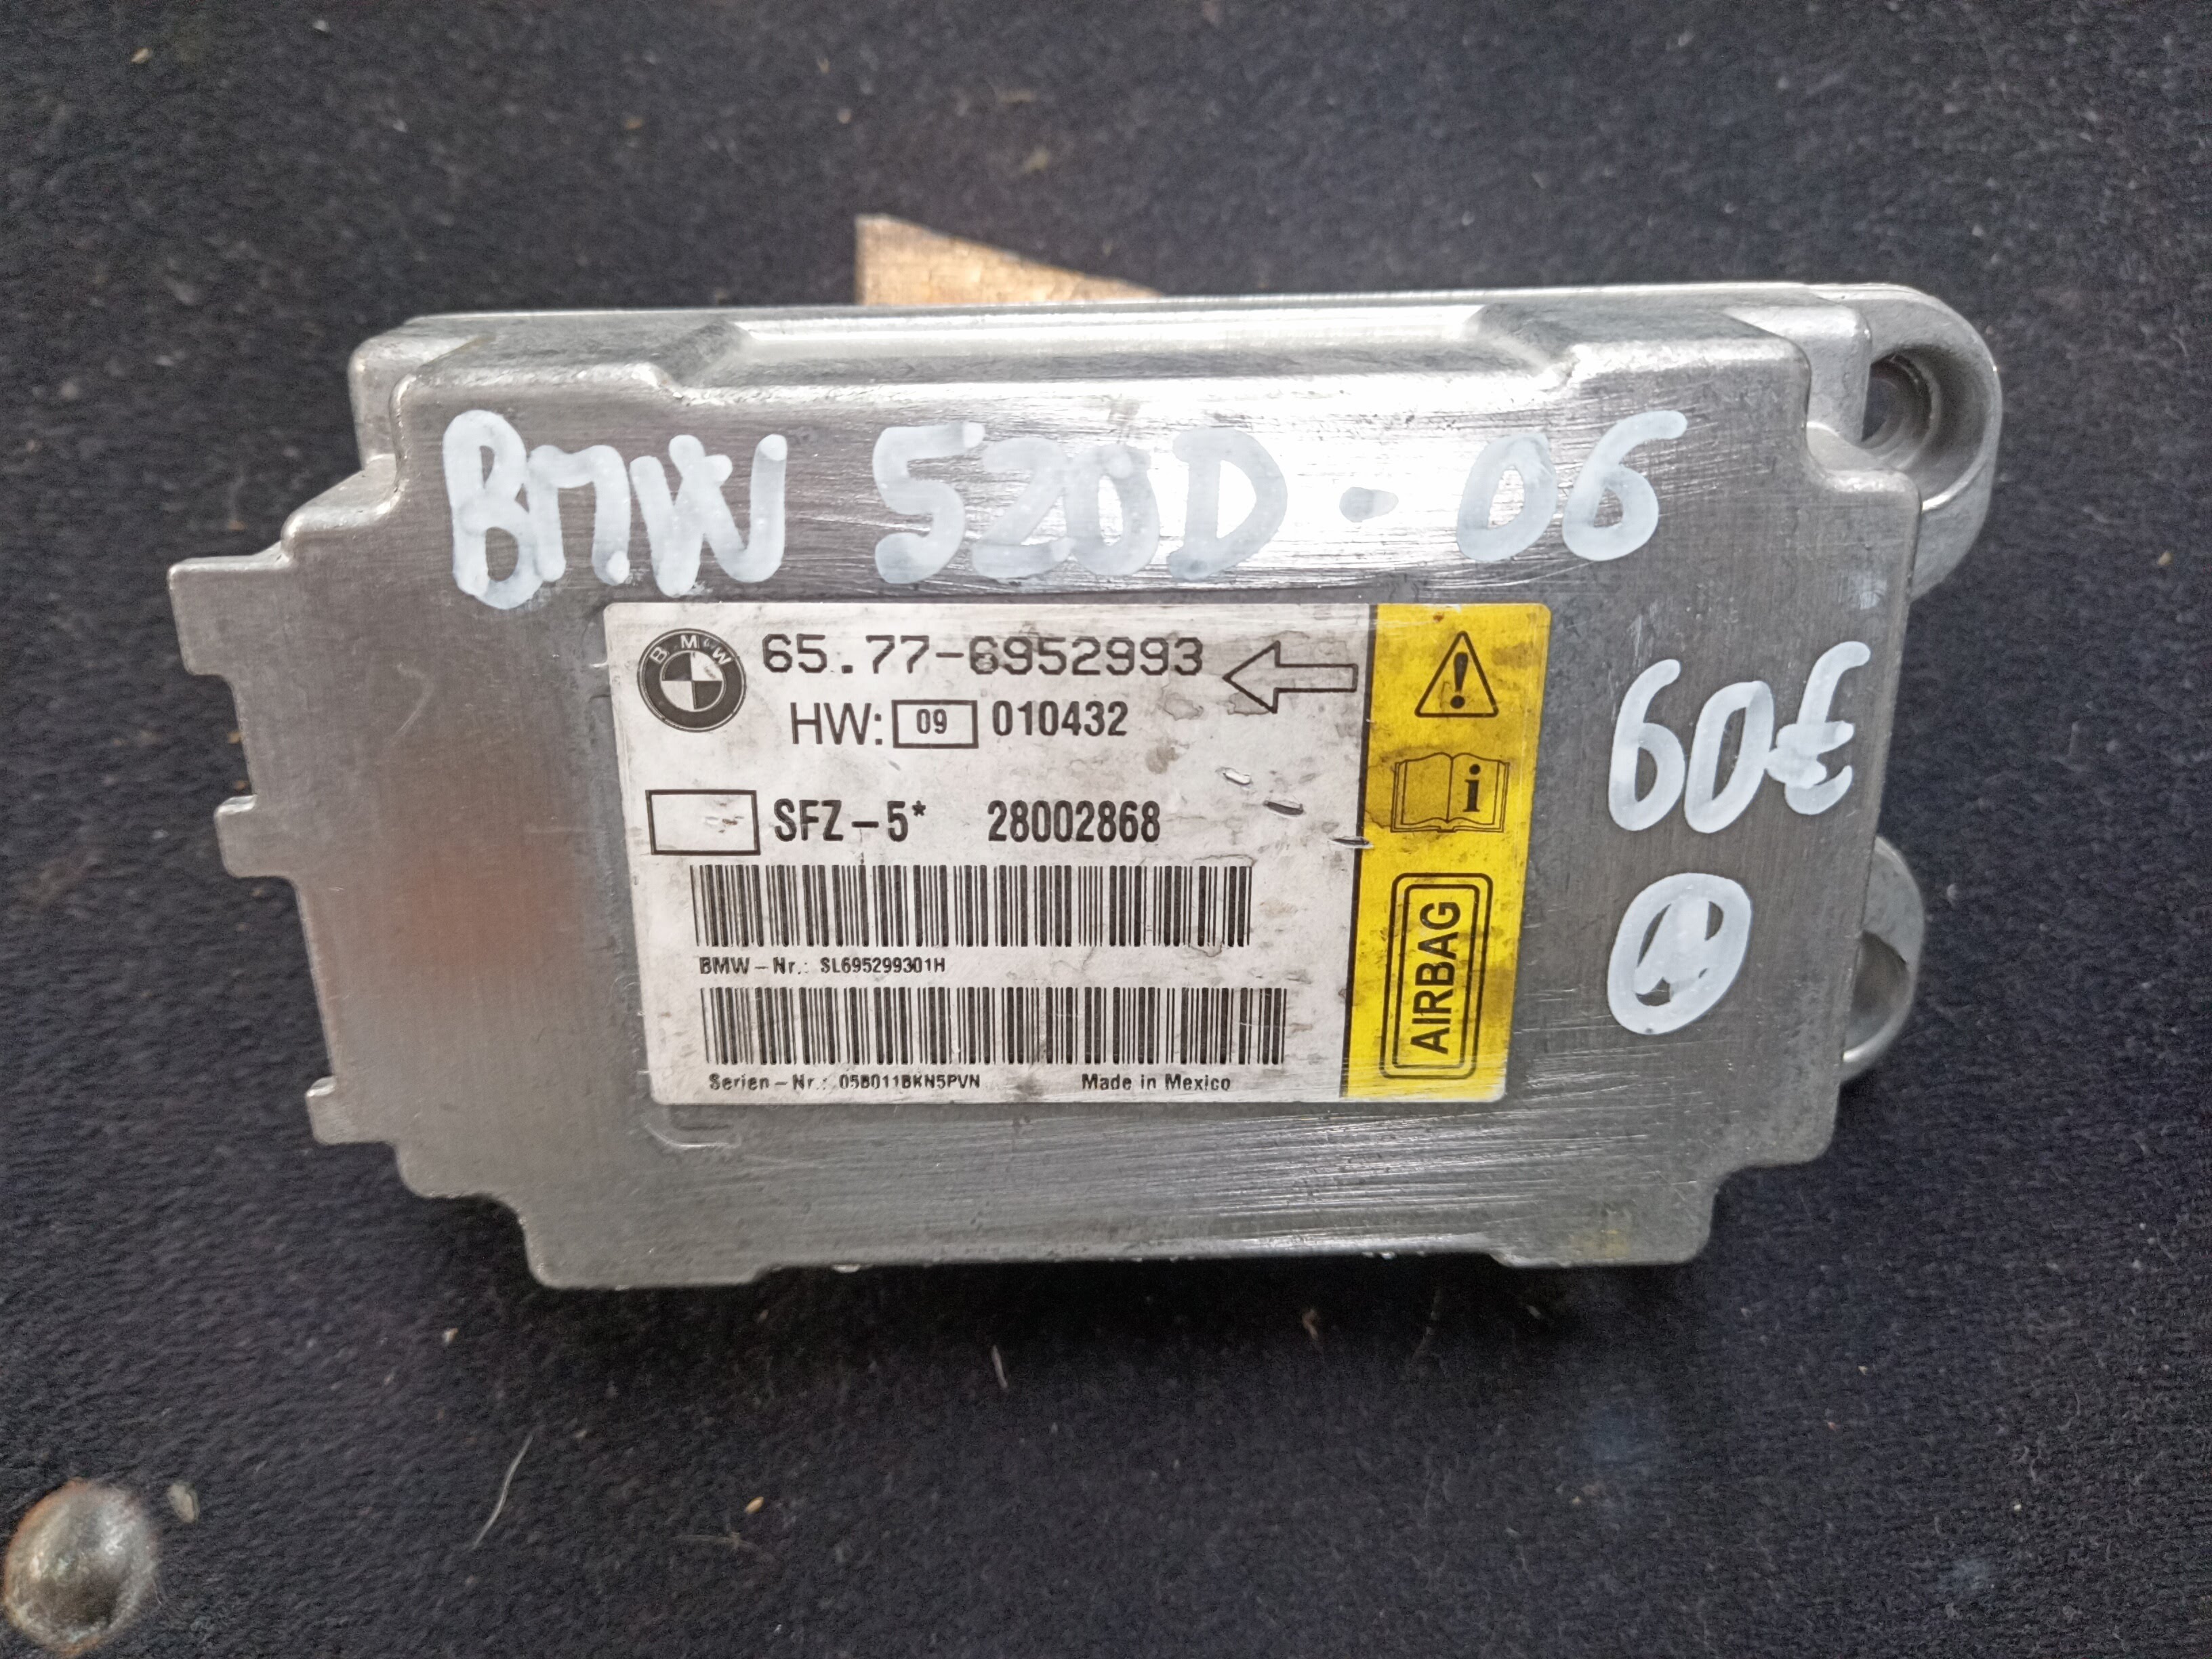 BMW 520D · 06
BMW
65.77-6952993
HW: 09 010432
SFZ-5* 28002868
60€
BMW-Nr.: SL695299301H
AIRBAG
Serien-Nr.: 05B011BKN5PVN Made in Mexico